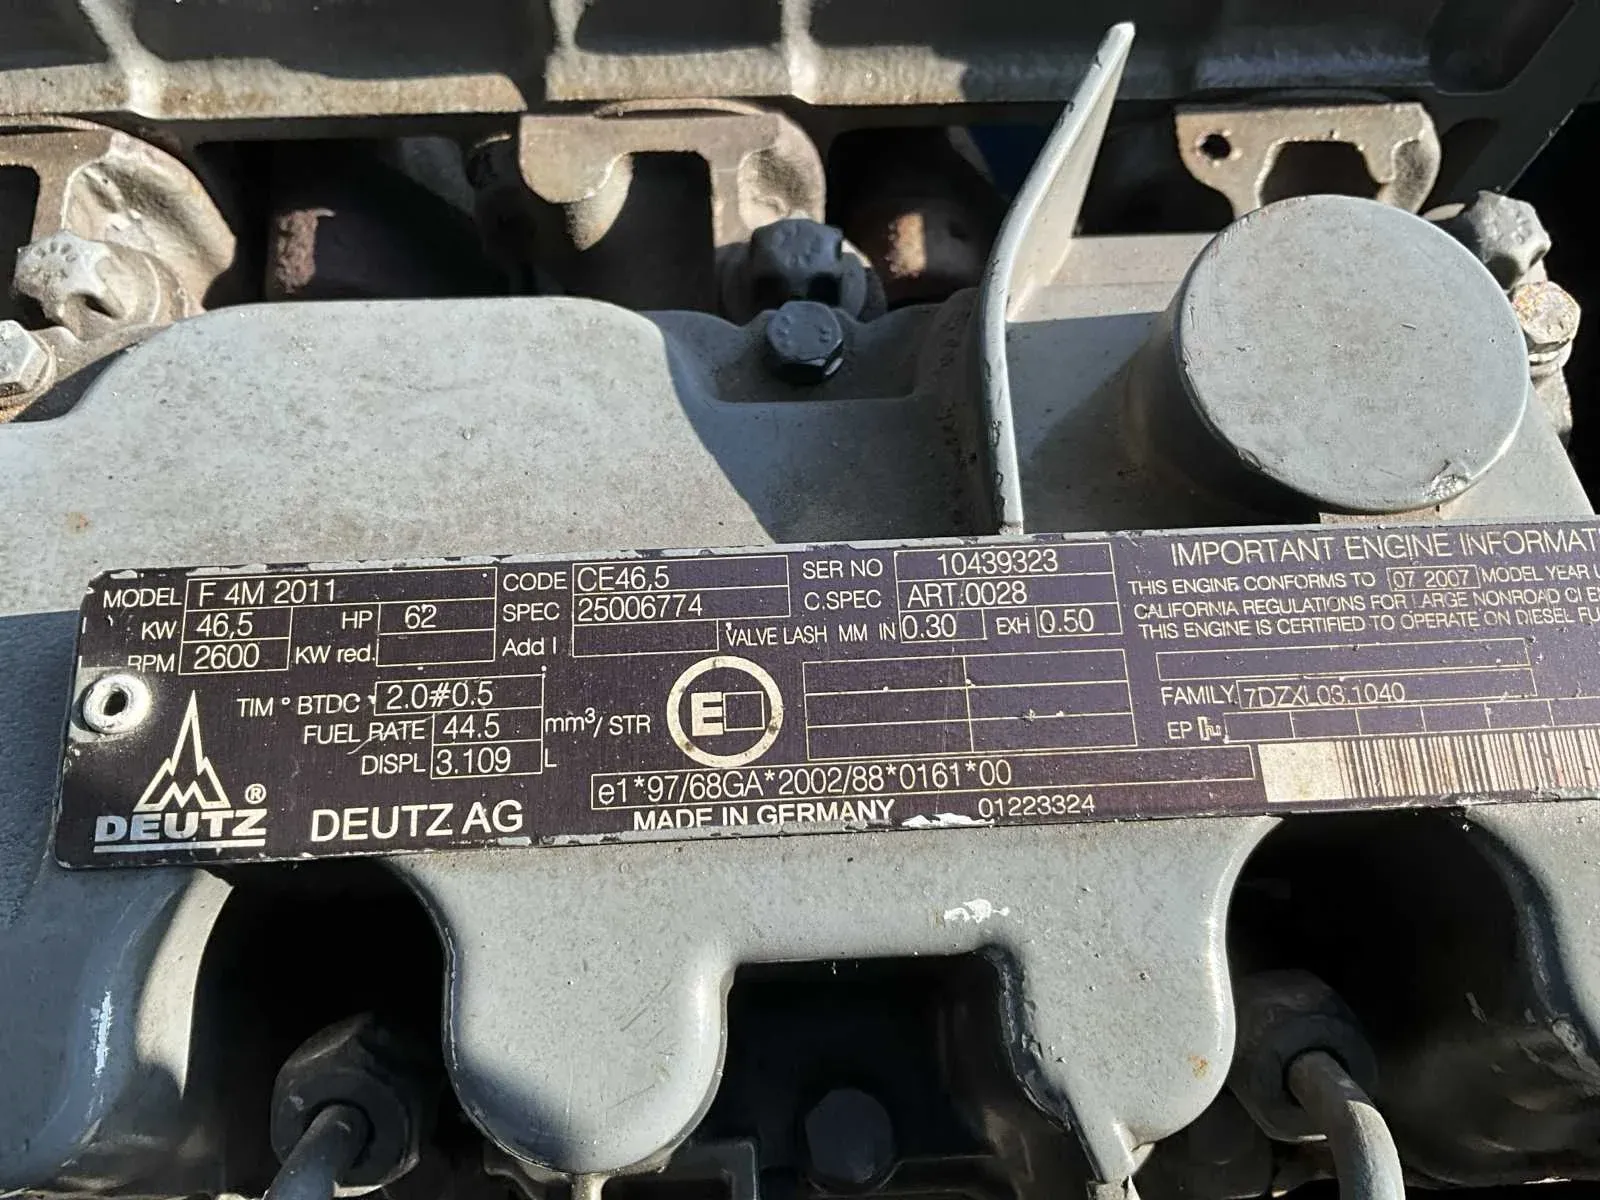 MODEL F 4M 2011 CODE CE46,5 SER NO 10439323 IMPORTANT ENGINE
KW 46,5 HP 62 SPEC 25006774 C.SPEC ART.0028 THIS ENGINE CONFORMS TO 07 2007 MODEL YEAR
RPM 2600 KW red. Add I VALVE LASH MM IN 0.30 EXH 0.50 CALIFORNIA REGULATIONS FOR LARGE NONROAD CI
THIS ENGINE IS CERTIFIED TO OPERATE ON DIESEL
TIM ° BTDC 2.0#0.5 E FAMILY 7DZXL03.1040
FUEL RATE 44.5 mm³/ STR EP
DISPL 3.109 L
e1*97/68GA*2002/88*0161*00
DEUTZ ® DEUTZ AG MADE IN GERMANY 01223324